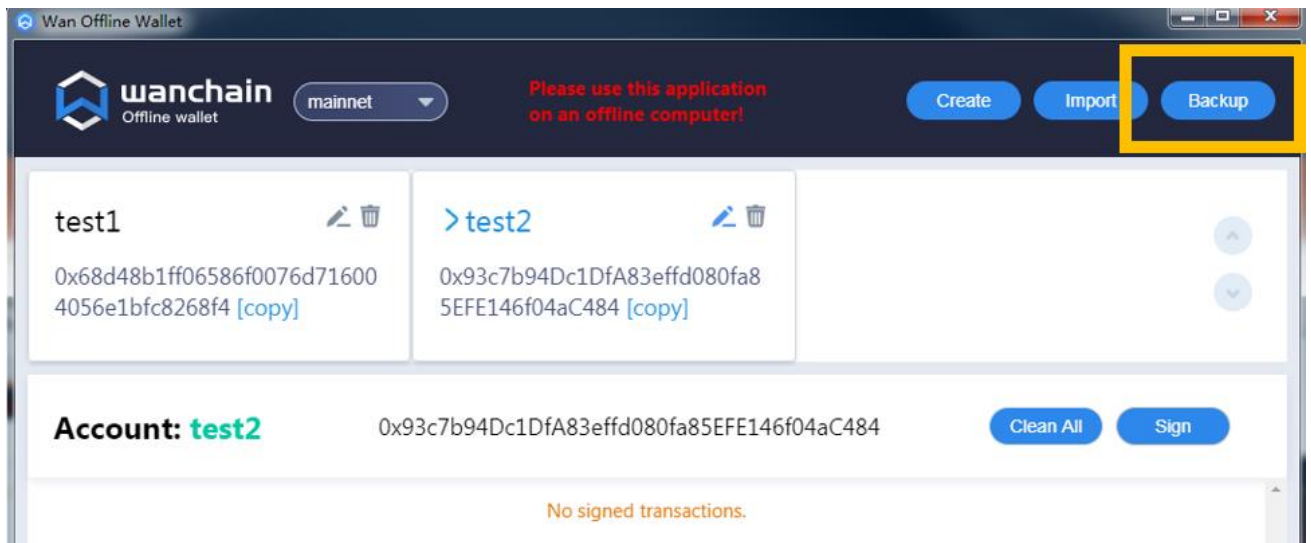 Wan Offline Wallet
wanchain
Offline wallet
mainnet
Please use this application
on an offline computer!
Create
Import
Backup
test1
0x68d48b1ff06586f0076d71600
4056e1bfc8268f4 [copy]
>test2
0x93c7b94Dc1DfA83effd080fa8
5EFE146f04aC484 [copy]
Account: test2
0x93c7b94Dc1DfA83effd080fa85EFE146f04aC484
Clean All
Sign
No signed transactions.